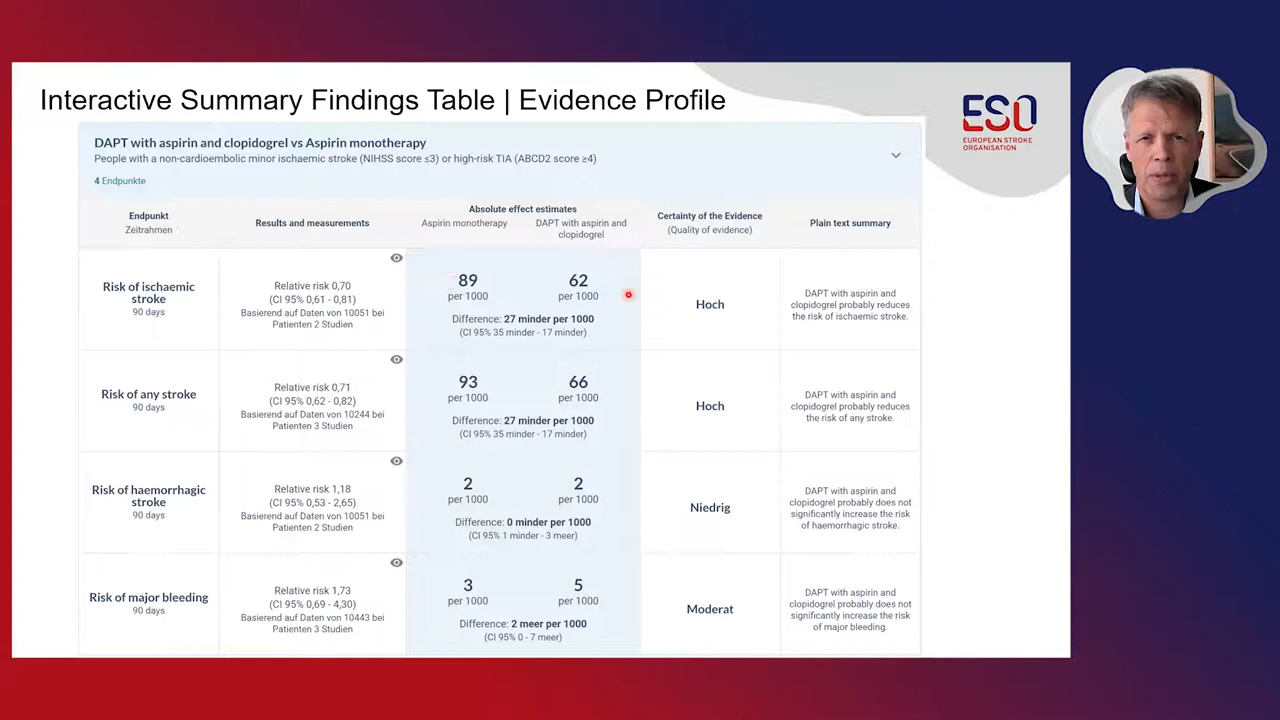 Interactive Summary Findings Table | Evidence Profile
ESO
EUROPEAN STROKE
ORGANISATION
DAPT with aspirin and clopidogrel vs Aspirin monotherapy
People with a non-cardioembolic minor ischaemic stroke (NIHSS score ≤3) or high-risk TIA (ABCD2 score ≥4)
4 Endpunkte
Endpunkt
Zeitrahmen
Results and measurements
Absolute effect estimates
Aspirin monotherapy
DAPT with aspirin and
clopidogrel
Certainty of the Evidence
(Quality of evidence)
Plain text summary
Risk of ischaemic
stroke
90 days
Relative risk 0,70
(CI 95% 0,61 - 0,81)
Basierend auf Daten von 10051 bei
Patienten 2 Studien
89
per 1000
62
per 1000
Difference: 27 minder per 1000
(CI 95% 35 minder - 17 minder)
Hoch
DAPT with aspirin and
clopidogrel probably reduces
the risk of ischaemic stroke.
Risk of any stroke
90 days
Relative risk 0,71
(CI 95% 0,62 - 0,82)
Basierend auf Daten von 10244 bei
Patienten 3 Studien
93
per 1000
66
per 1000
Difference: 27 minder per 1000
(CI 95% 35 minder - 17 minder)
Hoch
DAPT with aspirin and
clopidogrel probably reduces
the risk of any stroke.
Risk of haemorrhagic
stroke
90 days
Relative risk 1,18
(CI 95% 0,53 - 2,65)
Basierend auf Daten von 10051 bei
Patienten 2 Studien
2
per 1000
2
per 1000
Difference: 0 minder per 1000
(CI 95% 1 minder - 3 meer)
Niedrig
DAPT with aspirin and
clopidogrel probably does not
significantly increase the risk
of haemorrhagic stroke.
Risk of major bleeding
90 days
Relative risk 1,73
(CI 95% 0,69 - 4,30)
Basierend auf Daten von 10443 bei
Patienten 3 Studien
3
per 1000
5
per 1000
Difference: 2 meer per 1000
(CI 95% 0 - 7 meer)
Moderat
DAPT with aspirin and
clopidogrel probably does not
significantly increase the risk
of major bleeding.